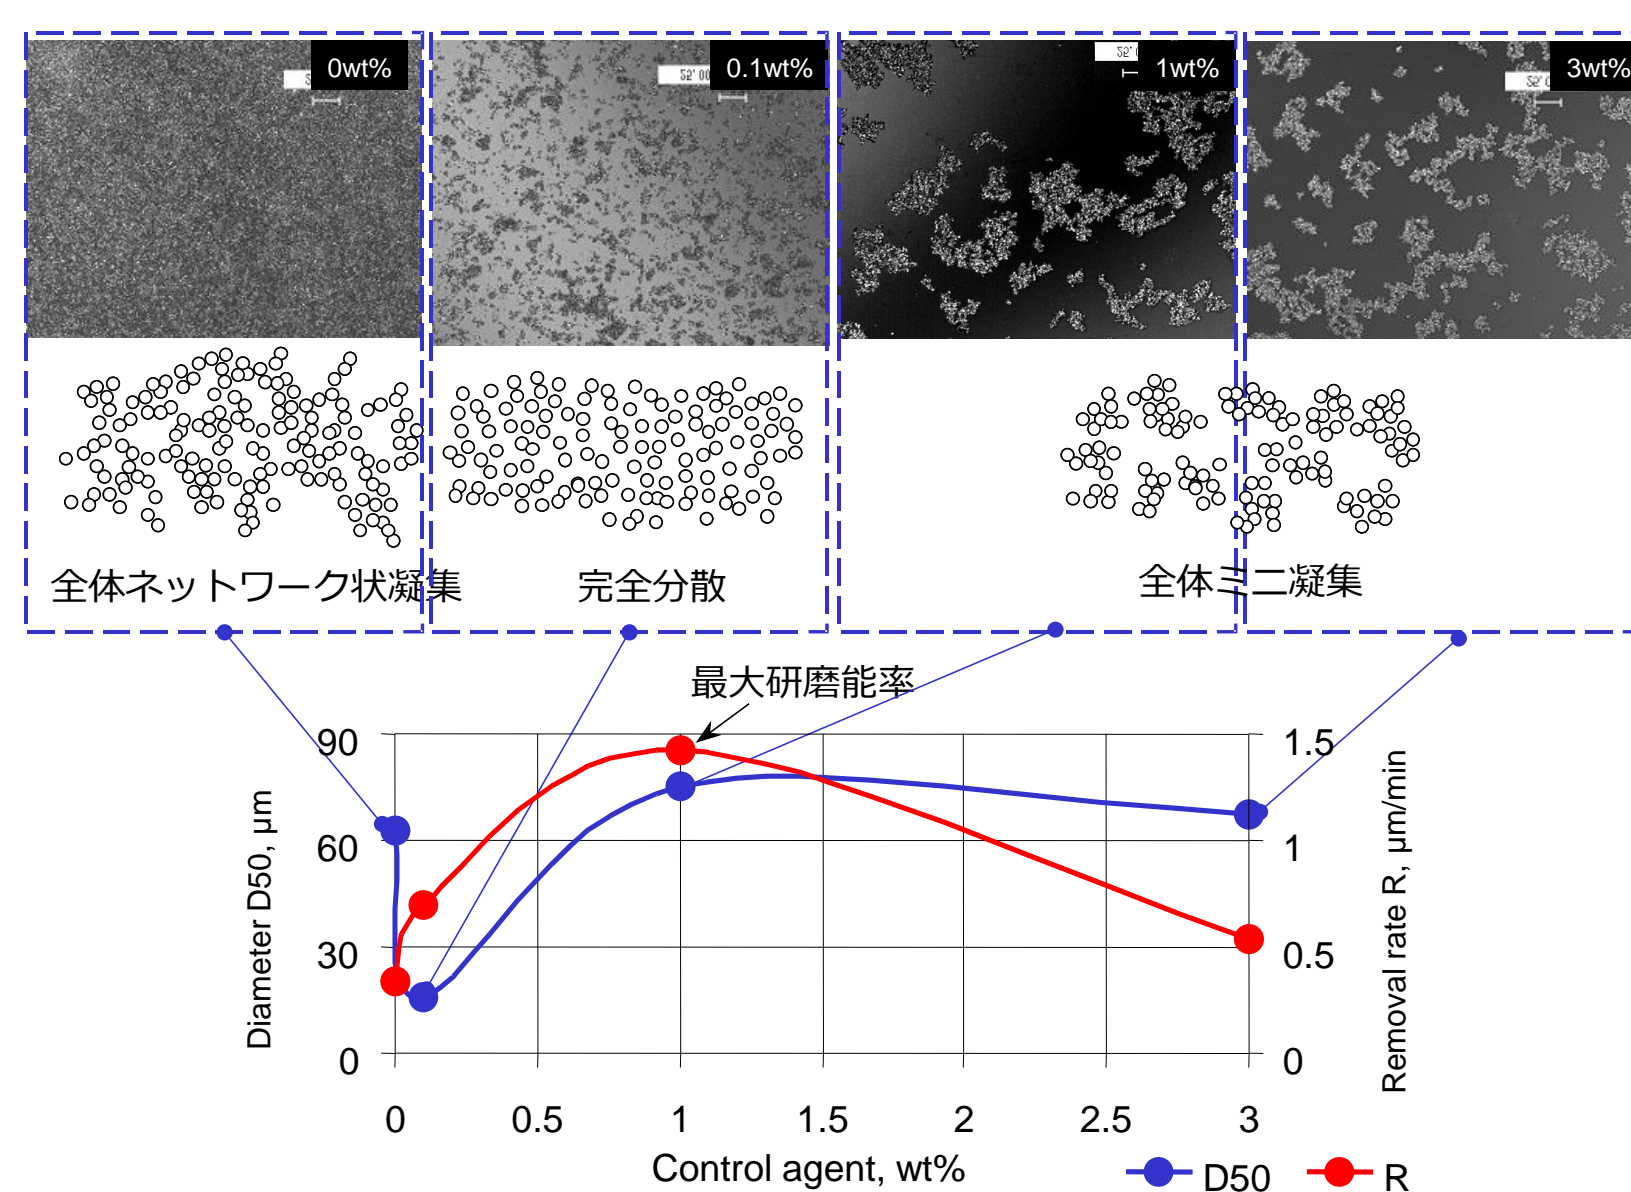 0wt%
0.1wt%
1wt%
3wt%
全体ネットワーク状凝集
完全分散
全体ミニ凝集
最大研磨能率
90
60
30
0
Diameter D50, μm
1.5
1
0.5
0
Removal rate R, μm/min
0 0.5 1 1.5 2 2.5 3
Control agent, wt%
D50 R